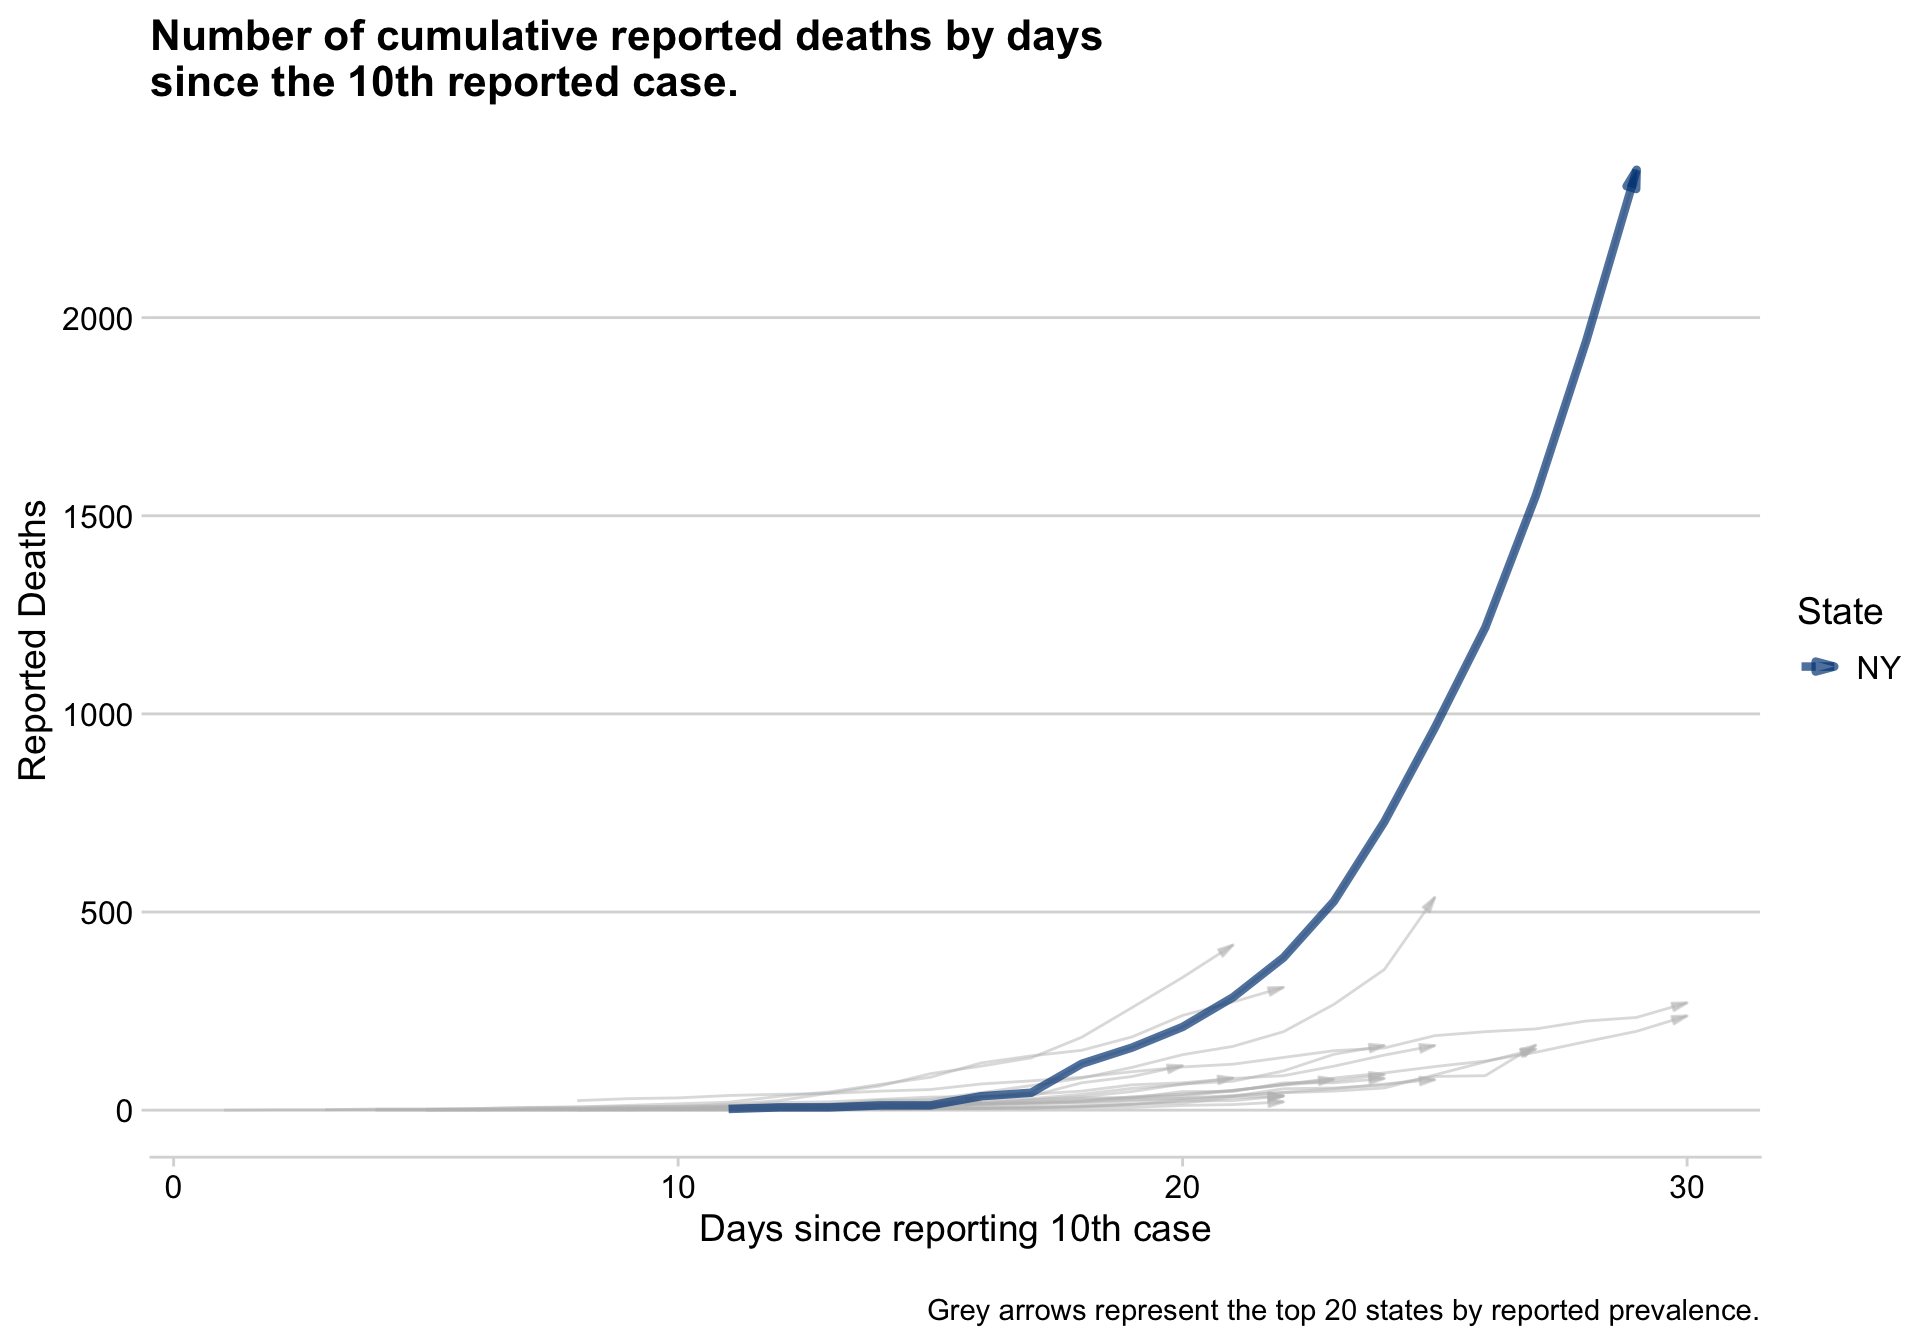 Number of cumulative reported deaths by days
since the 10th reported case.
2000
1500
1000
500
0
Reported Deaths
0 10 20 30
Days since reporting 10th case
State
NY
Grey arrows represent the top 20 states by reported prevalence.